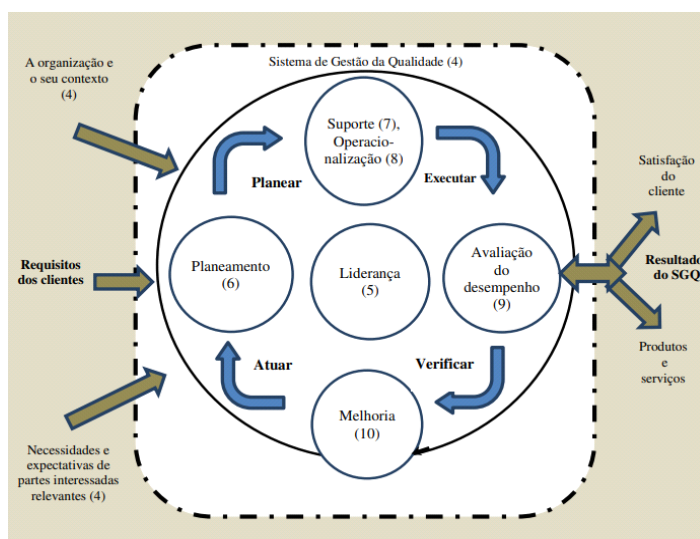 Sistema de Gestão da Qualidade (4)
A organização e
o seu contexto
(4)
Suporte (7),
Operacio-
nalização (8)
Planear
Executar
Satisfação
do
cliente
Requisitos
dos clientes
Planeamento
(6)
Liderança
(5)
Avaliação
do
desempenho
(9)
Resultado
do SGQ
Atuar
Verificar
Produtos
e
serviços
Melhoria
(10)
Necessidades e
expectativas de
partes interessadas
relevantes (4)